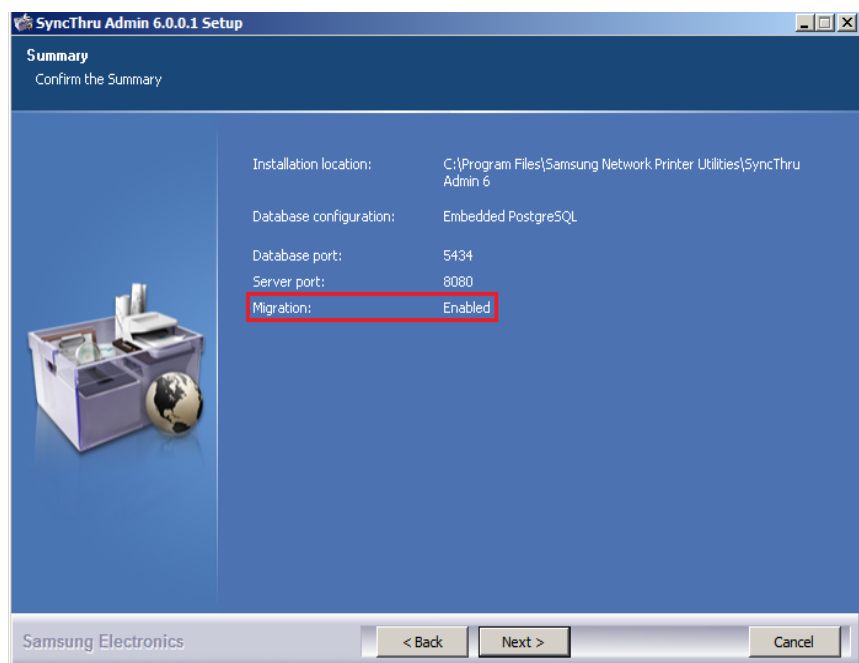 SyncThru Admin 6.0.0.1 Setup
Summary
Confirm the Summary
Installation location: C:\Program Files\Samsung Network Printer Utilities\SyncThru
Admin 6
Database configuration: Embedded PostgreSQL
Database port: 5434
Server port: 8080
Migration: Enabled
Samsung Electronics < Back Next > Cancel